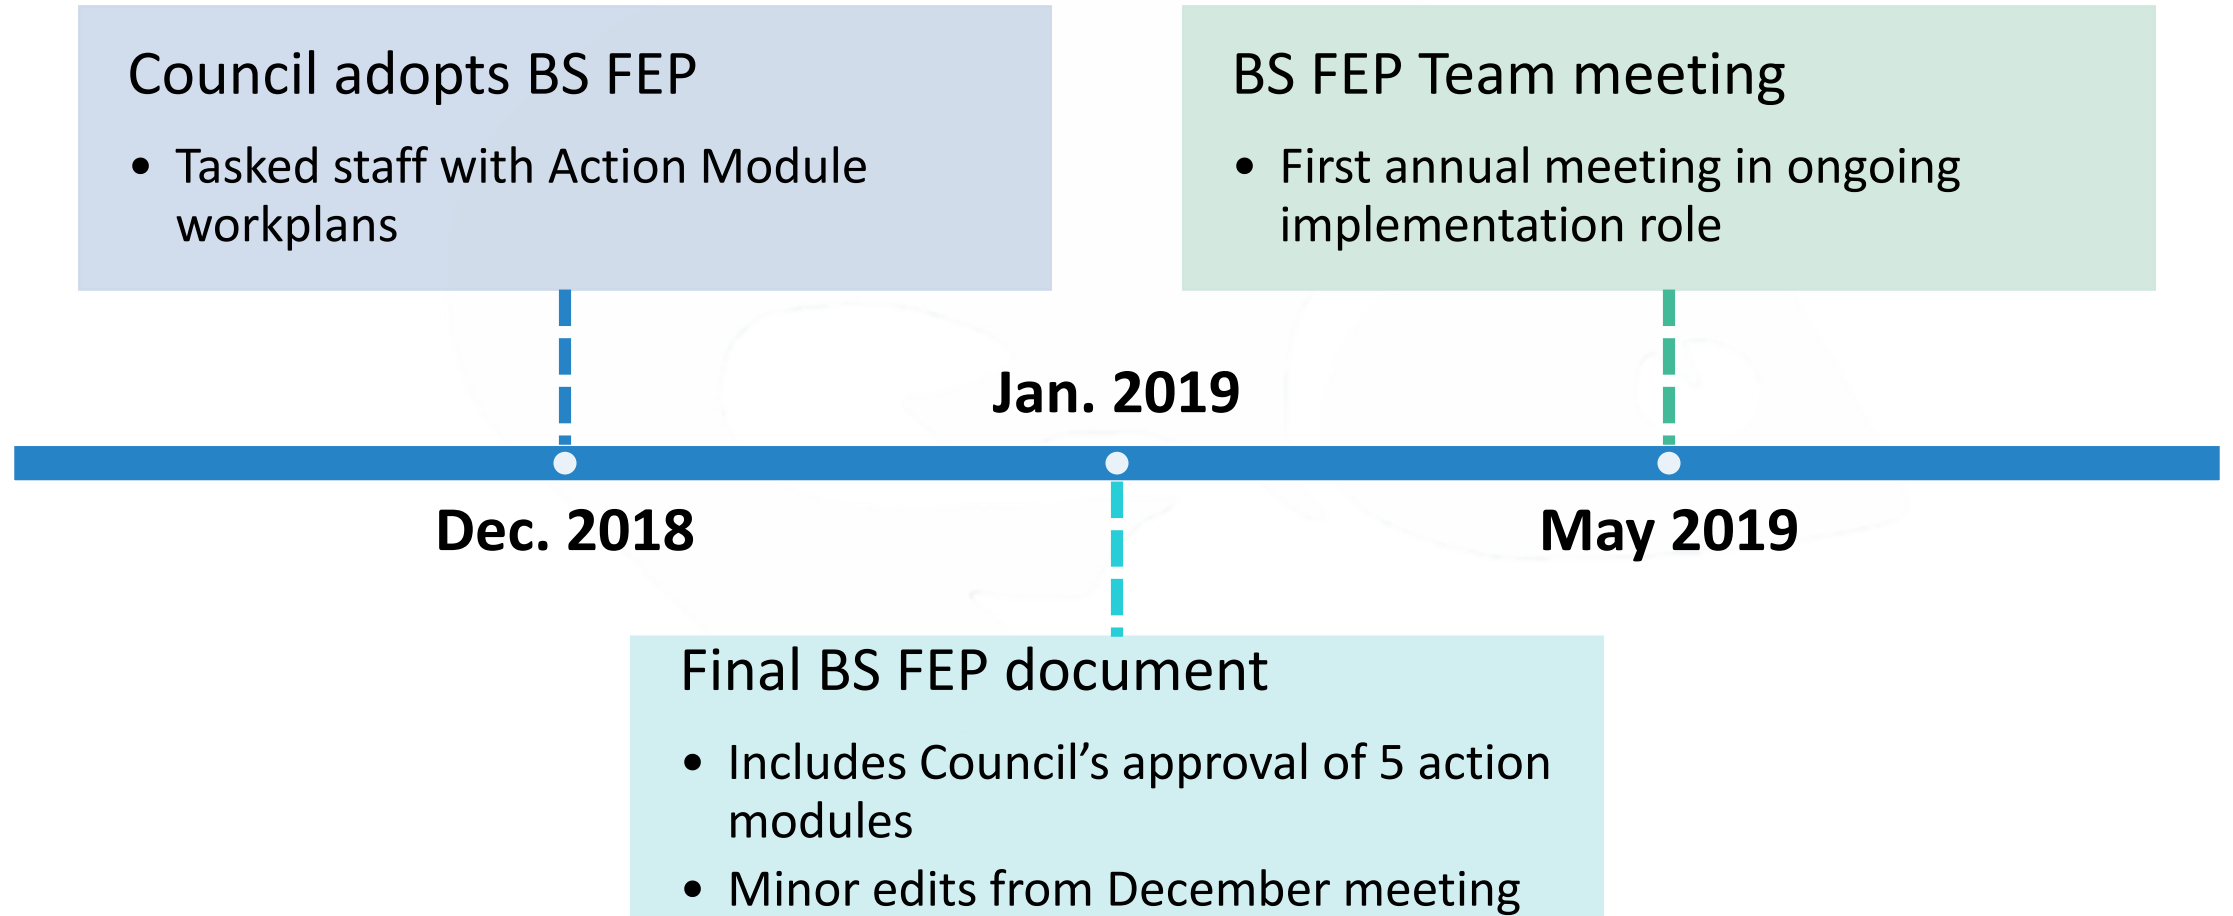 Council adopts BS FEP
• Tasked staff with Action Module
workplans
BS FEP Team meeting
• First annual meeting in ongoing
implementation role
Jan. 2019
Dec. 2018
May 2019
Final BS FEP document
• Includes Council’s approval of 5 action
modules
• Minor edits from December meeting